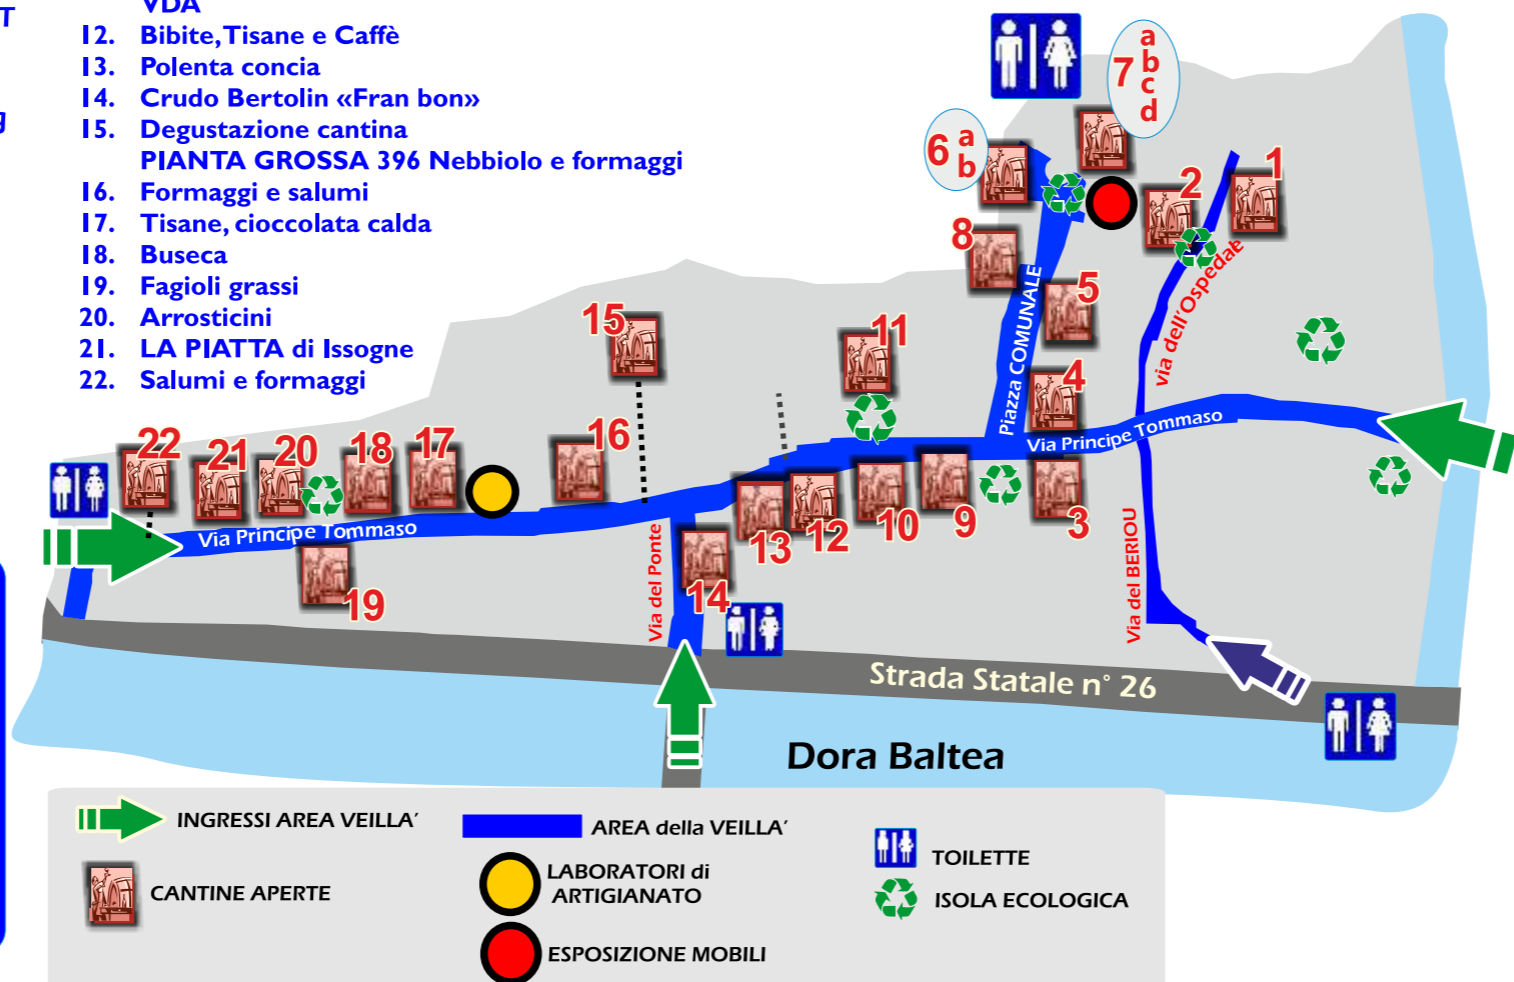 T
g
VDA
12. Bibite, Tisane e Caffè
13. Polenta concia
14. Crudo Bertolin «Fran bon»
15. Degustazione cantina
PIANTA GROSSA 396 Nebbiolo e formaggi
16. Formaggi e salumi
17. Tisane, cioccolata calda
18. Buseca
19. Fagioli grassi
20. Arrosticini
21. LA PIATTA di Issogne
22. Salumi e formaggi
7 a b c d
6 a b
1
2
8
5
15
11
4
Piazza COMUNALE
via dell'Ospedale
Via Principe Tommaso
22
21
20
18
17
16
13
12
10
9
3
Via Principe Tommaso
19
Via del Ponte
14
Via del BERIOU
Strada Statale n° 26
Dora Baltea
INGRESSI AREA VEILLA'
AREA della VEILLA'
TOILETTE
CANTINE APERTE
LABORATORI di
ARTIGIANATO
ISOLA ECOLOGICA
ESPOSIZIONE MOBILI